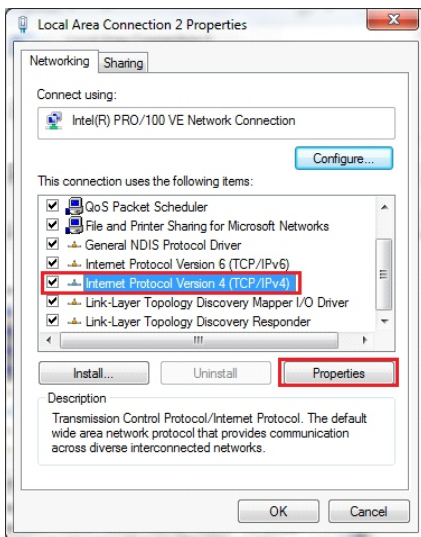 Local Area Connection 2 Properties
Networking
Sharing
Connect using:
Intel(R) PRO/100 VE Network Connection
Configure...
This connection uses the following items:
QoS Packet Scheduler
File and Printer Sharing for Microsoft Networks
General NDIS Protocol Driver
Internet Protocol Version 6 (TCP/IPv6)
Internet Protocol Version 4 (TCP/IPv4)
Link-Layer Topology Discovery Mapper I/O Driver
Link-Layer Topology Discovery Responder
Install...
Uninstall
Properties
Description
Transmission Control Protocol/Internet Protocol. The default
wide area network protocol that provides communication
across diverse interconnected networks.
OK
Cancel